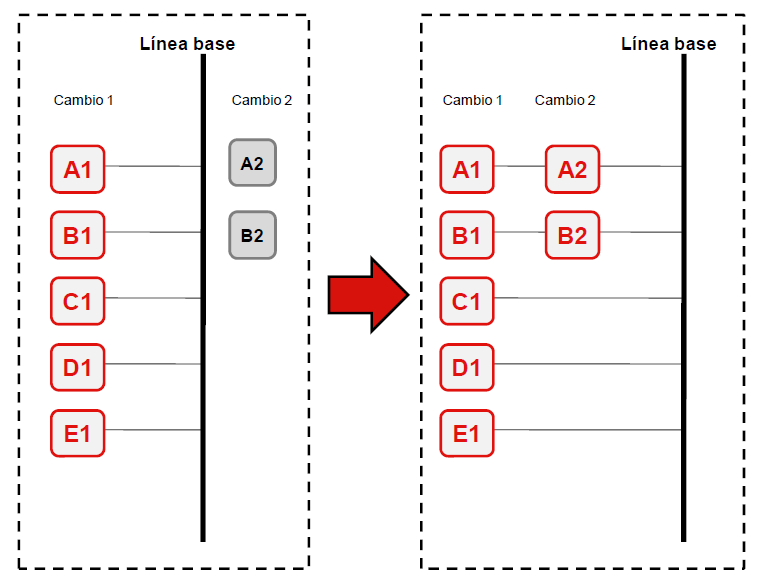 Línea base
Cambio 1
Cambio 2
A1
A2
B1
B2
C1
D1
E1
Línea base
Cambio 1
Cambio 2
A1
A2
B1
B2
C1
D1
E1